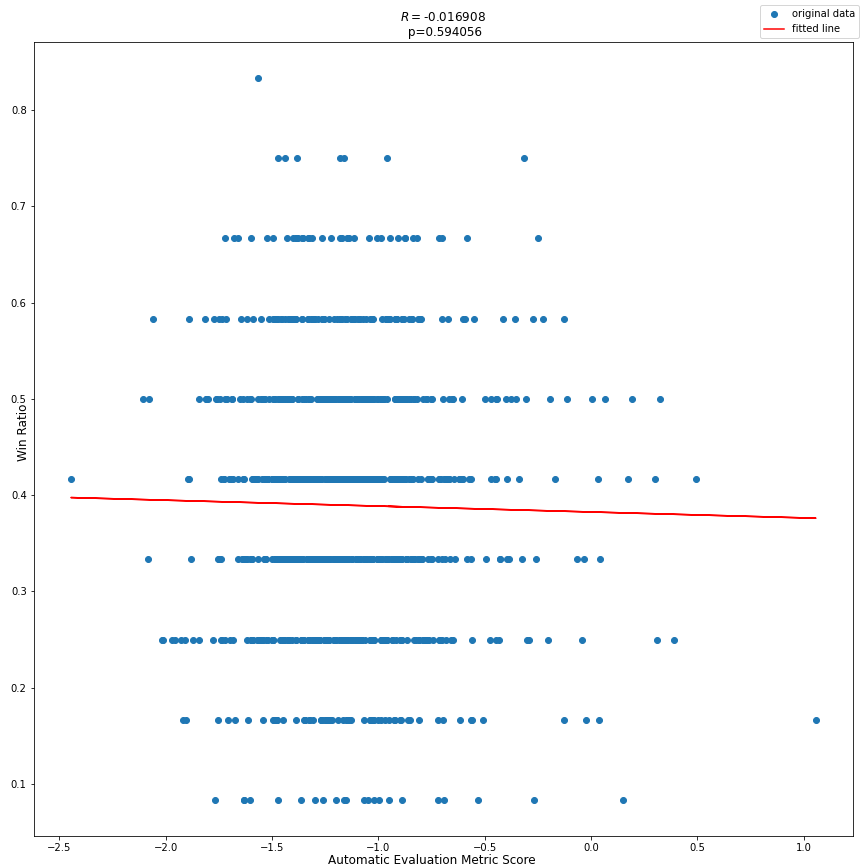 R = -0.016908
p=0.594056
original data
fitted line
0.8
0.7
0.6
0.5
0.4
0.3
0.2
0.1
Win Ratio
−2.5 −2.0 −1.5 −1.0 −0.5 0.0 0.5 1.0
Automatic Evaluation Metric Score